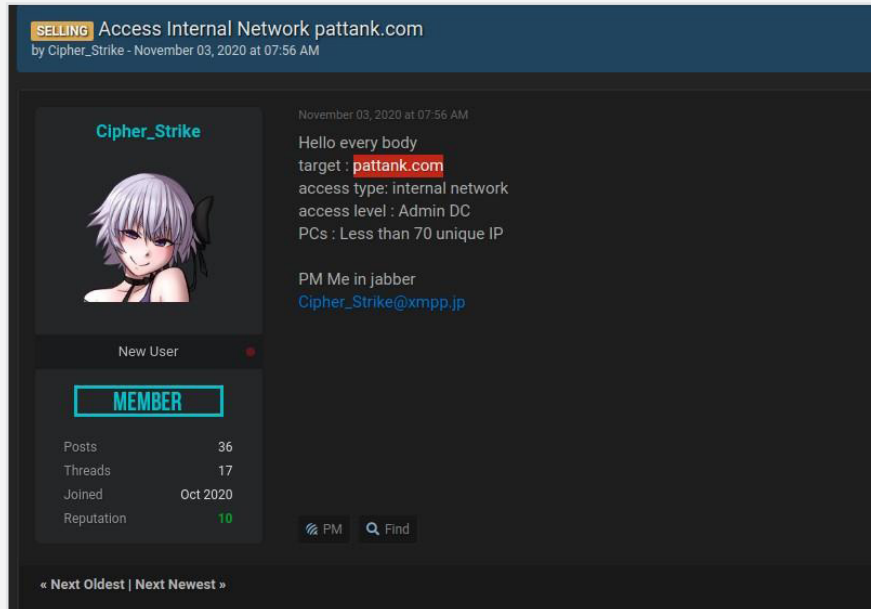 SELLING Access Internal Network pattank.com
by Cipher_Strike - November 03, 2020 at 07:56 AM
Cipher_Strike
New User
MEMBER
Posts 36
Threads 17
Joined Oct 2020
Reputation 10
November 03, 2020 at 07:56 AM
Hello every body
target : pattank.com
access type: internal network
access level : Admin DC
PCs : Less than 70 unique IP
PM Me in jabber
Cipher_Strike@xmpp.jp
PM Find
« Next Oldest | Next Newest »